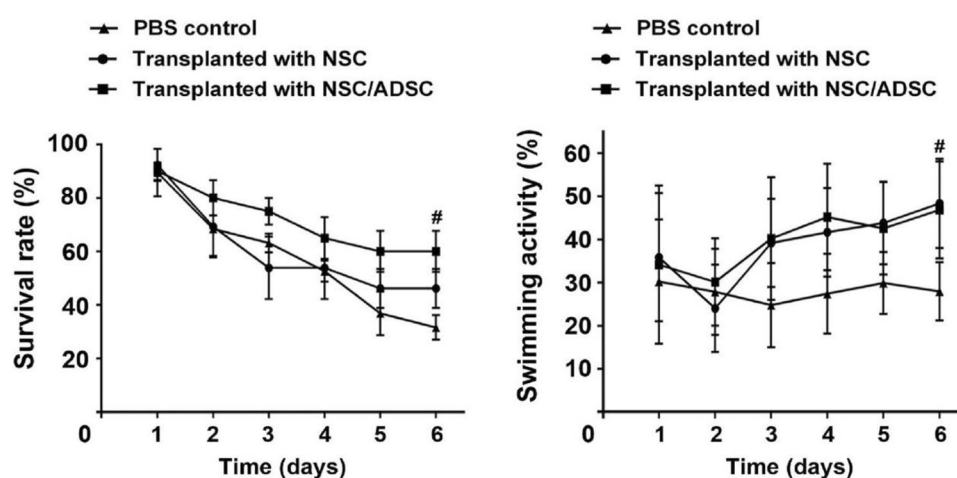 PBS control
Transplanted with NSC
Transplanted with NSC/ADSC
Survival rate (%)
100
80
60
40
20
0
#
1 2 3 4 5 6
Time (days)
PBS control
Transplanted with NSC
Transplanted with NSC/ADSC
Swimming activity (%)
60
50
40
30
20
10
0
#
1 2 3 4 5 6
Time (days)